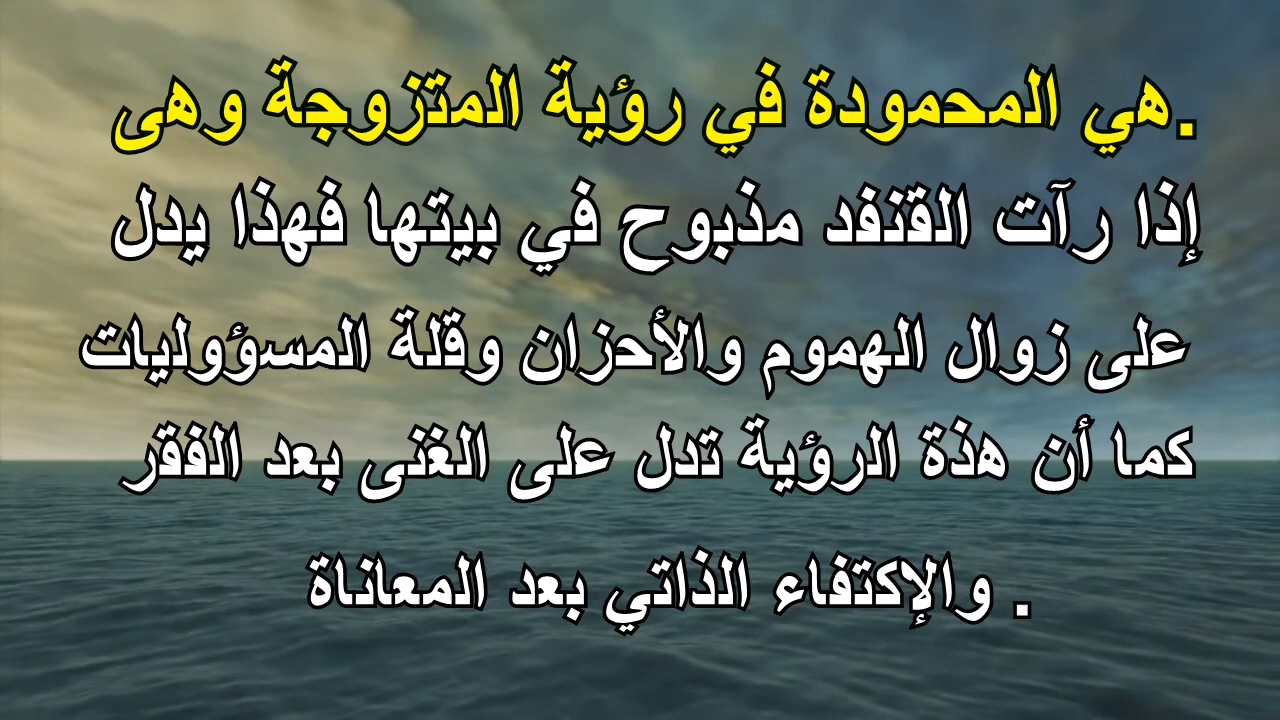 .هي المحمودة في رؤية المتزوجة وهى
إذا رآت القنفد مذبوح في بيتها فهذا يدل
على زوال الهموم والأحزان وقلة المسؤوليات
كما أن هذة الرؤية تدل على الغنى بعد الفقر
. والإكتفاء الذاتي بعد المعاناة